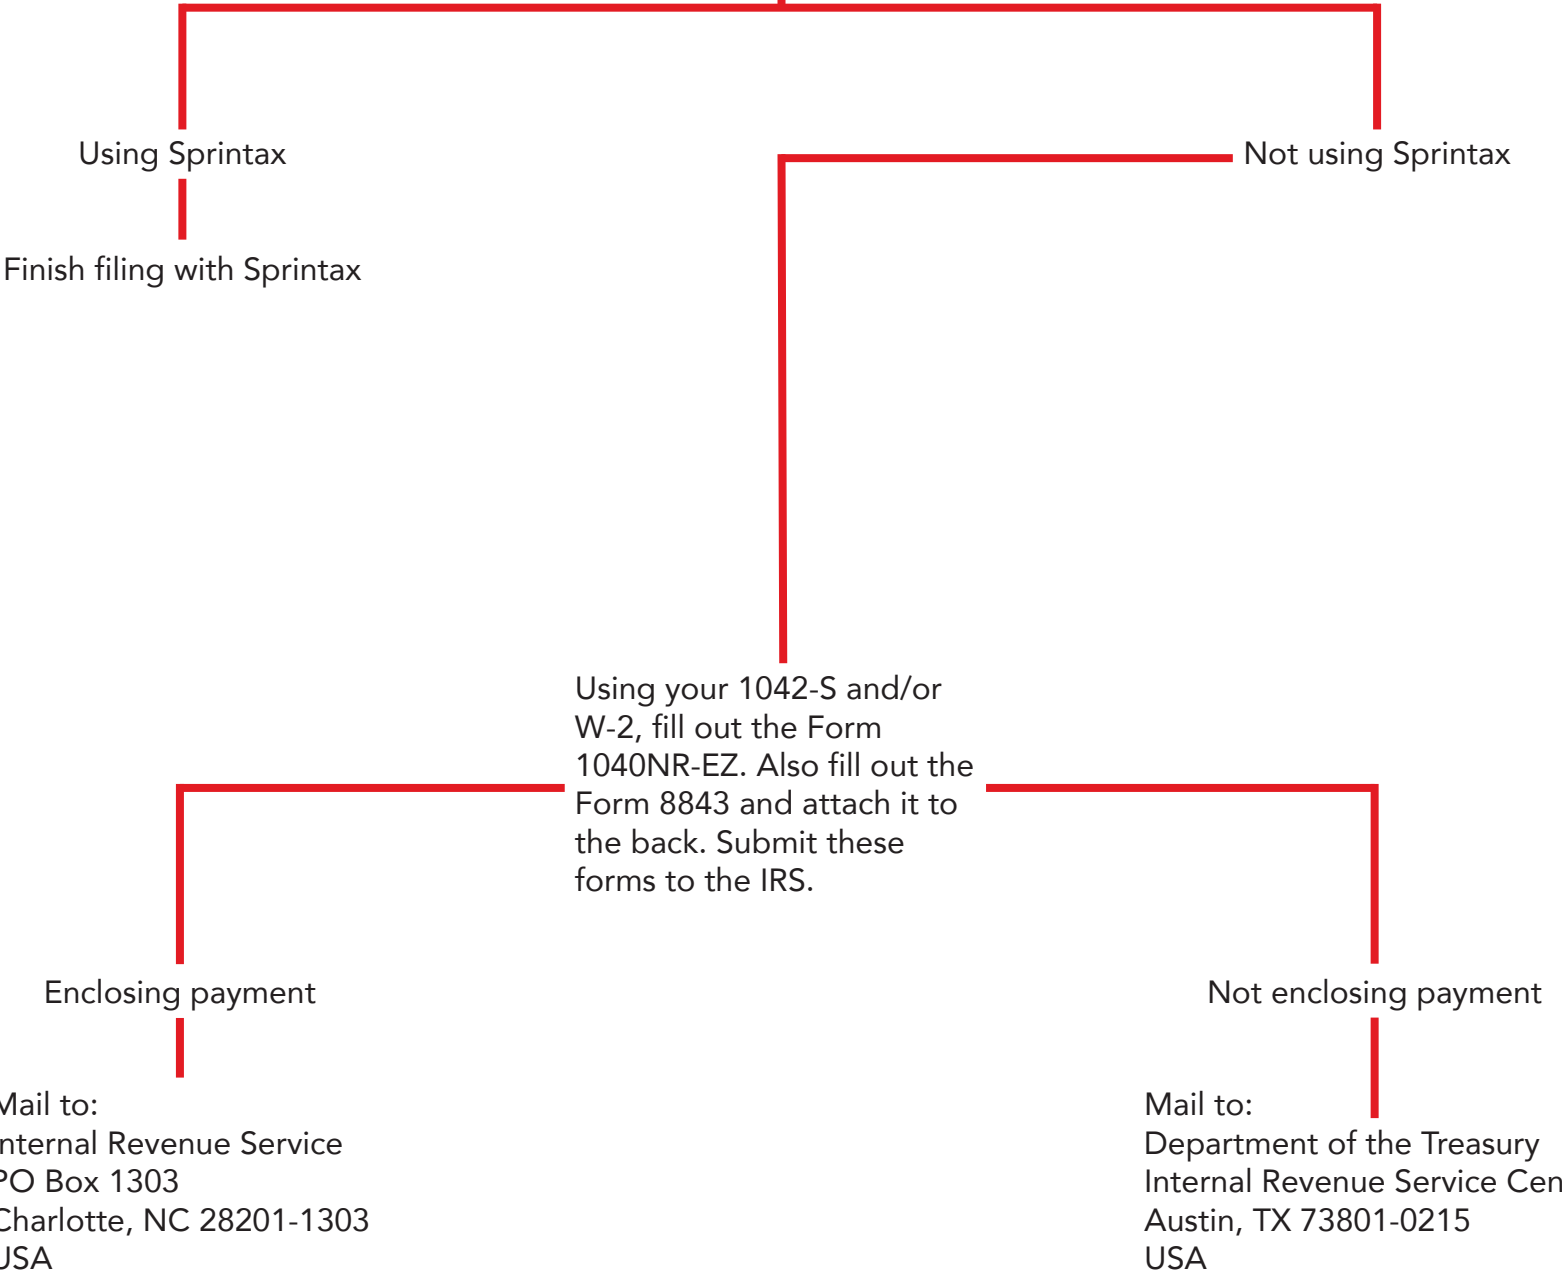 Using Sprintax
Not using Sprintax
Finish filing with Sprintax
Using your 1042-S and/or
W-2, fill out the Form
1040NR-EZ. Also fill out the
Form 8843 and attach it to
the back. Submit these
forms to the IRS.
Enclosing payment
Not enclosing payment
Mail to:
Internal Revenue Service
PO Box 1303
Charlotte, NC 28201-1303
USA
Mail to:
Department of the Treasury
Internal Revenue Service Cen
Austin, TX 73801-0215
USA